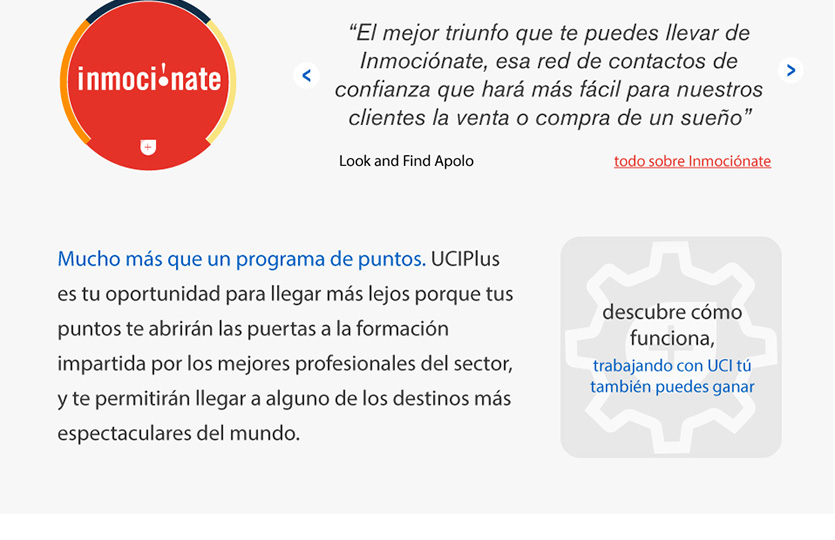 inmoci!nate
“El mejor triunfo que te puedes llevar de
Inmociónate, esa red de contactos de
confianza que hará más fácil para nuestros
clientes la venta o compra de un sueño”
Look and Find Apolo
todo sobre Inmociónate
Mucho más que un programa de puntos. UCIPlus
es tu oportunidad para llegar más lejos porque tus
puntos te abrirán las puertas a la formación
impartida por los mejores profesionales del sector,
y te permitirán llegar a alguno de los destinos más
espectaculares del mundo.
descubre cómo
funciona,
trabajando con UCI tú
también puedes ganar